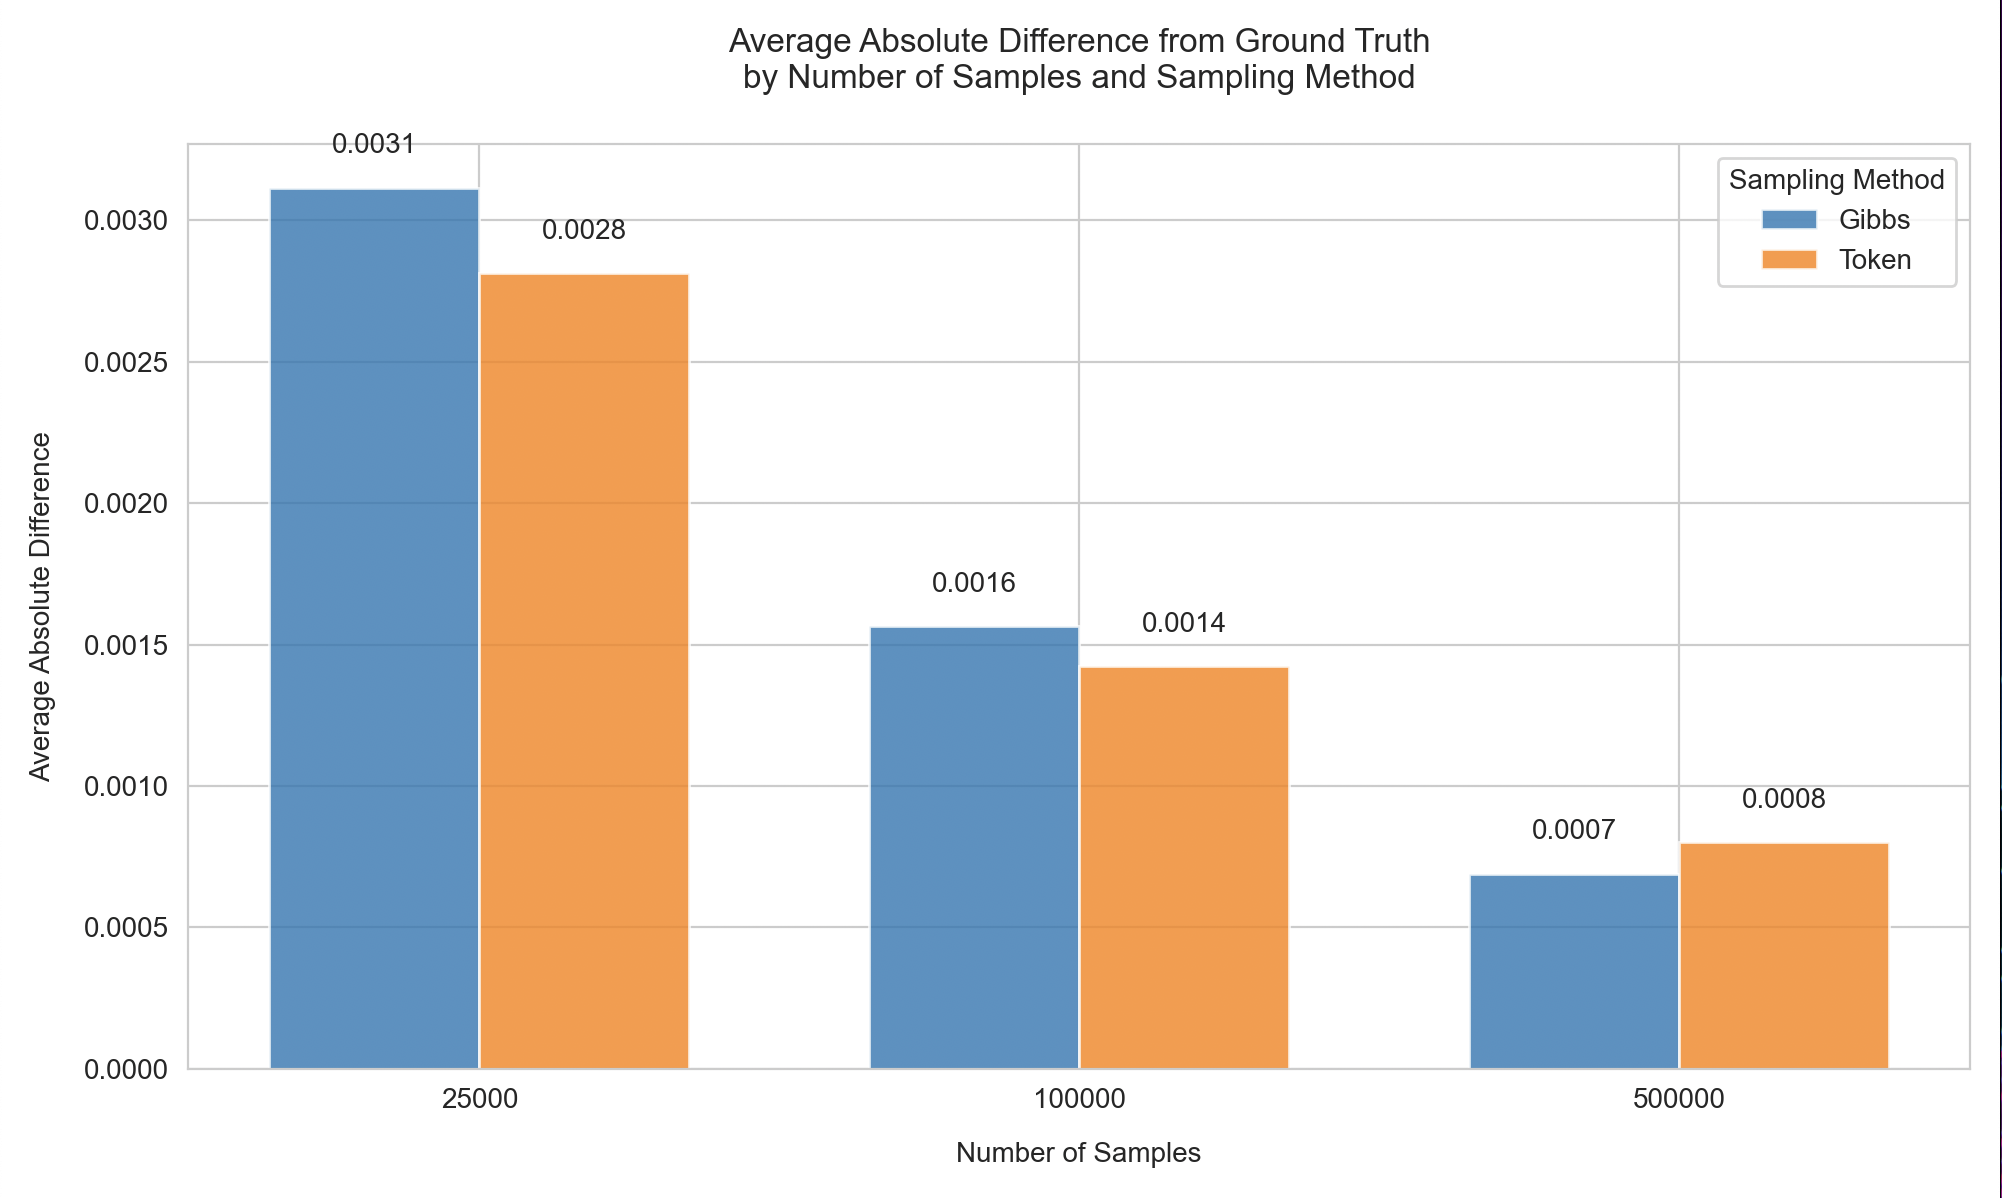 Average Absolute Difference from Ground Truth
by Number of Samples and Sampling Method
0.0031
0.0028
0.0016
0.0014
0.0007
0.0008
Sampling Method
Gibbs
Token
Average Absolute Difference
0.0030
0.0025
0.0020
0.0015
0.0010
0.0005
0.0000
25000
100000
500000
Number of Samples